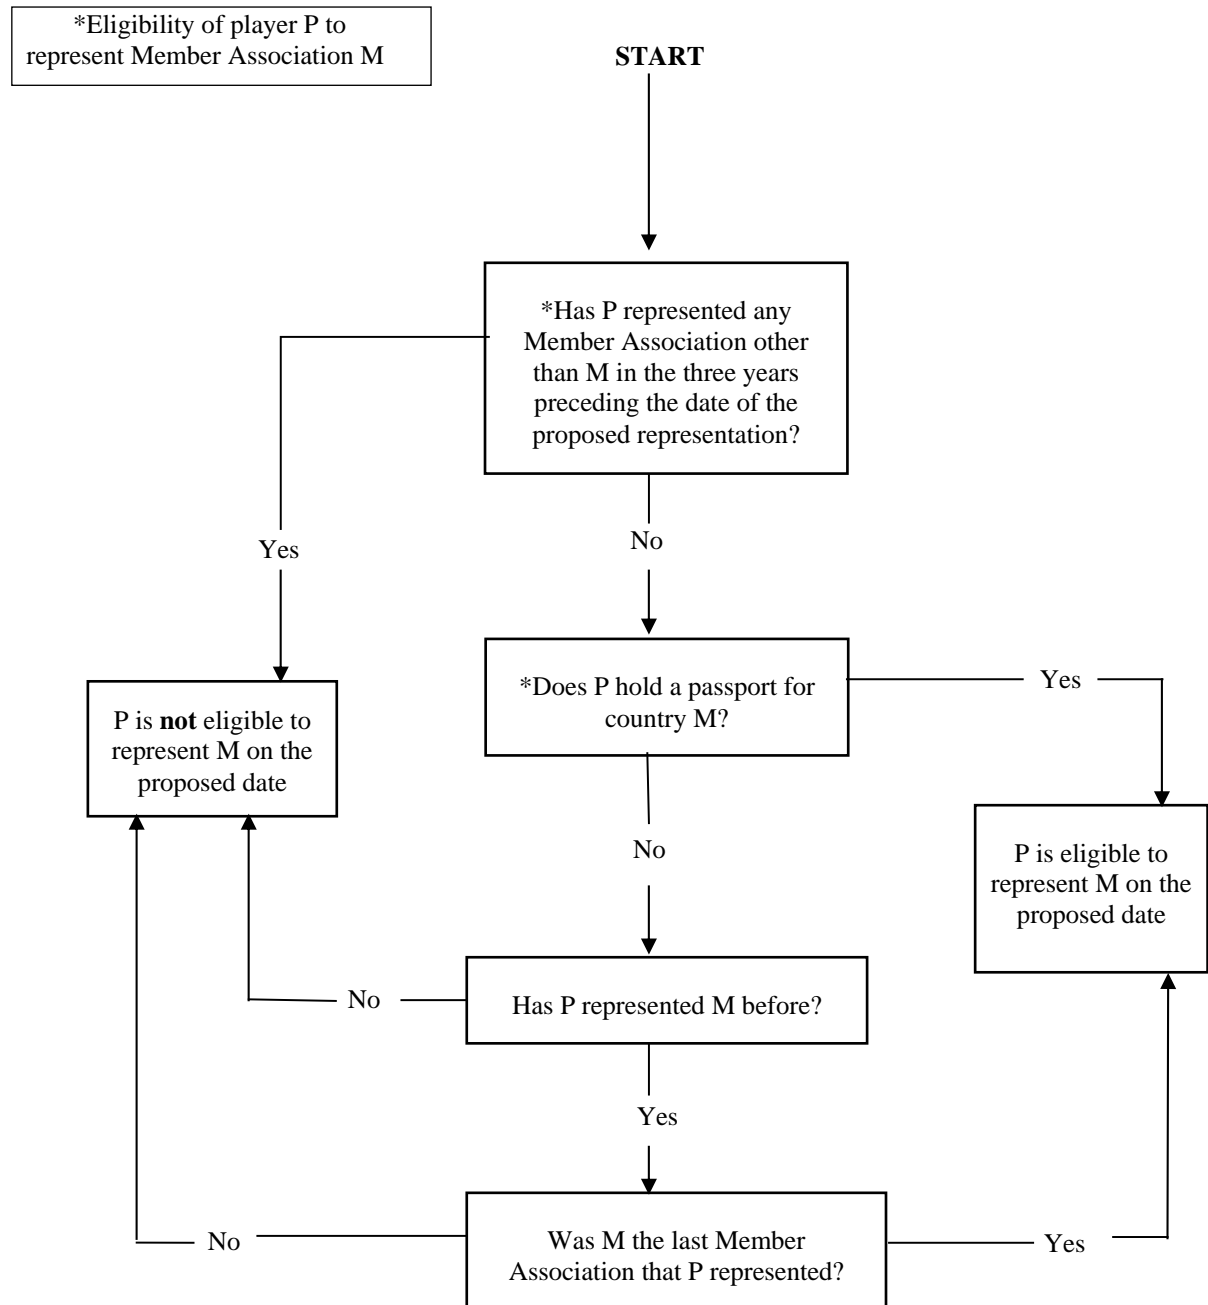 *Eligibility of player P to
represent Member Association M
START
*Has P represented any
Member Association other
than M in the three years
preceding the date of the
proposed representation?
Yes
No
*Does P hold a passport for
country M?
Yes
P is not eligible to
represent M on the
proposed date
No
P is eligible to
represent M on the
proposed date
Has P represented M before?
No
Yes
Was M the last Member
Association that P represented?
No
Yes